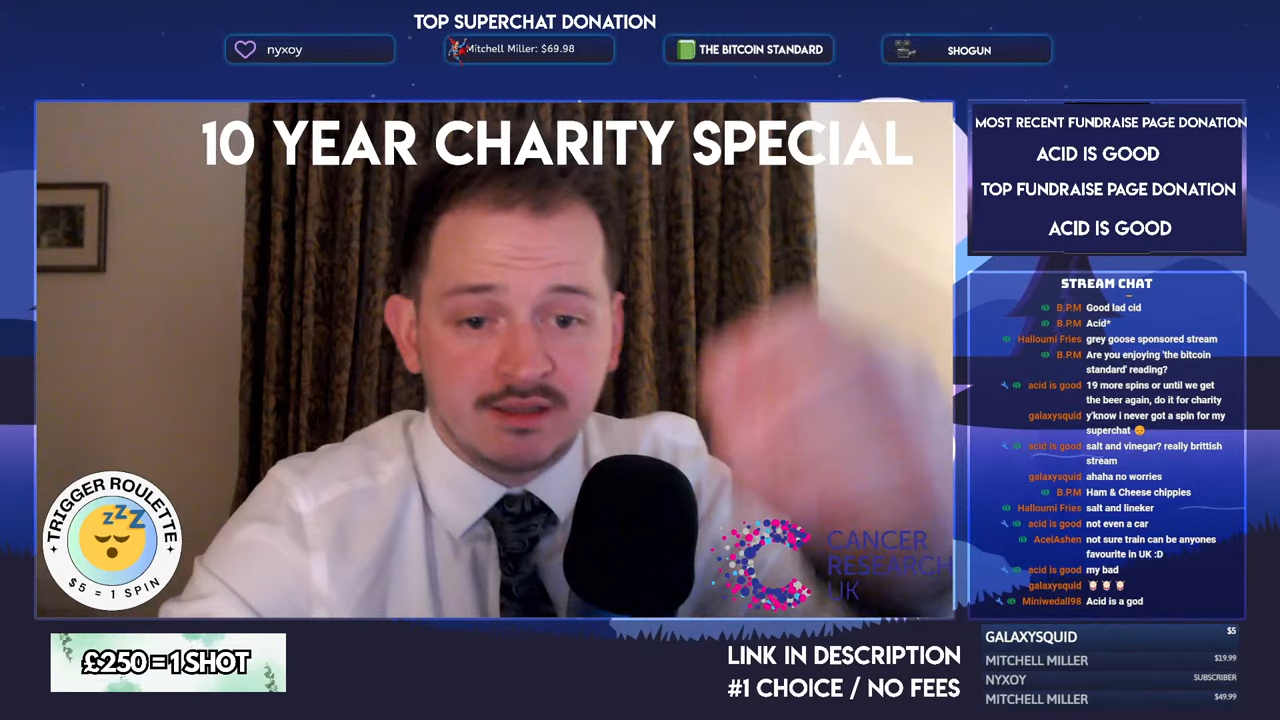 TOP SUPERCHAT DONATION
nyxoy
Mitchell Miller: $69.98
THE BITCOIN STANDARD
SHOGUN
10 YEAR CHARITY SPECIAL
MOST RECENT FUNDRAISE PAGE DONATION
ACID IS GOOD
TOP FUNDRAISE PAGE DONATION
ACID IS GOOD
STREAM CHAT
B.P.M Good lad cid
B.P.M Acid*
Halloumi Fries grey goose sponsored stream
B.P.M Are you enjoying 'the bitcoin
standard' reading?
acid is good 19 more spins or until we get
the beer again, do it for charity
galaxysquid y'know i never got a spin for my
superchat 😔
acid is good salt and vinegar? really brittish
stream
galaxysquid ahaha no worries
B.P.M Ham & Cheese chippies
Halloumi Fries salt and lineker
acid is good not even a car
AceiAshen not sure train can be anyones
favourite in UK :D
acid is good my bad
galaxysquid
Miniwedall98 Acid is a god
TRIGGER ROULETTE
zzz
$5 = 1 SPIN
CANCER
RESEARCH
UK
£250 = 1 SHOT
LINK IN DESCRIPTION
#1 CHOICE / NO FEES
GALAXYSQUID $5
MITCHELL MILLER $19.99
NYXOY SUBSCRIBER
MITCHELL MILLER $49.99